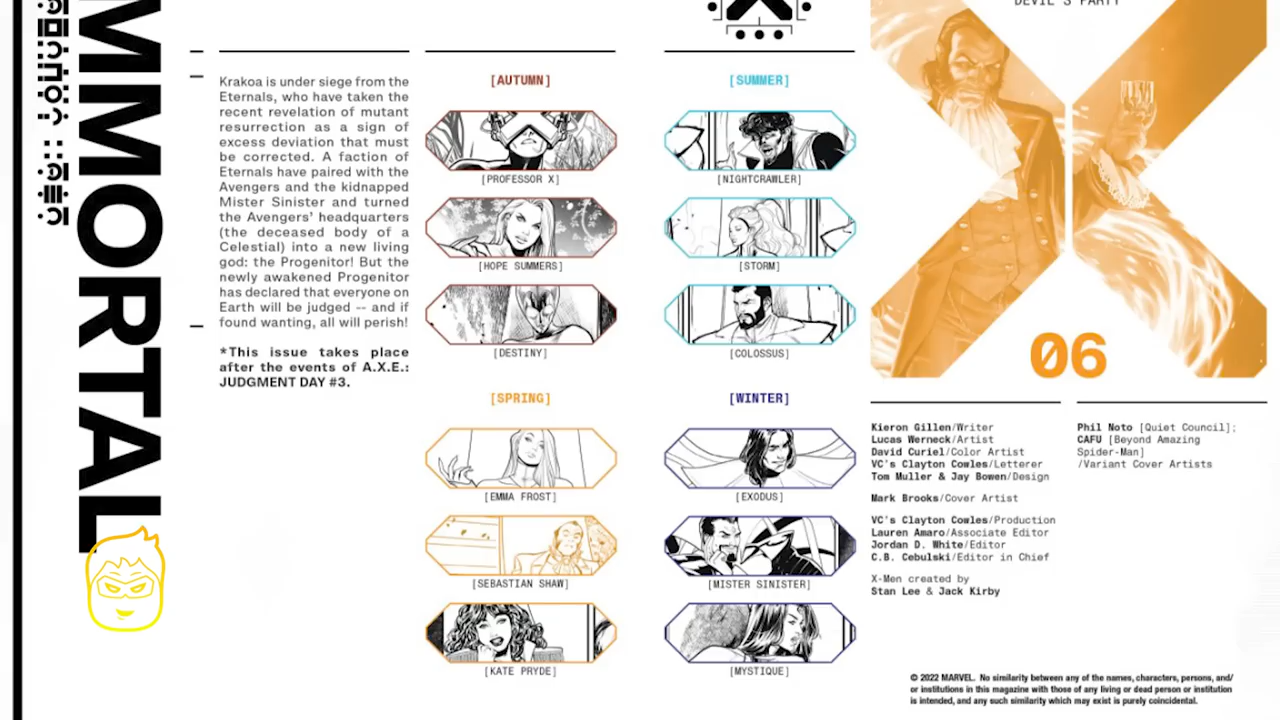 IMMORTAL
Krakoa is under siege from the
Eternals, who have taken the
recent revelation of mutant
resurrection as a sign of
excess deviation that must
be corrected. A faction of
Eternals have paired with the
Avengers and the kidnapped
Mister Sinister and turned
the Avengers' headquarters
(the deceased body of a
Celestial) into a new living
god: the Progenitor! But the
newly awakened Progenitor
has declared that everyone on
Earth will be judged -- and if
found wanting, all will perish!
*This issue takes place
after the events of A.X.E.:
JUDGMENT DAY #3.
[AUTUMN]
[PROFESSOR X]
[HOPE SUMMERS]
[DESTINY]
[SPRING]
[EMMA FROST]
[SEBASTIAN SHAW]
[KATE PRYDE]
[SUMMER]
[NIGHTCRAWLER]
[STORM]
[COLOSSUS]
[WINTER]
[EXODUS]
[MISTER SINISTER]
[MYSTIQUE]
DEVIL'S PARTY
06
Kieron Gillen/Writer
Lucas Werneck/Artist
David Curiel/Color Artist
VC's Clayton Cowles/Letterer
Tom Muller & Jay Bowen/Design
Mark Brooks/Cover Artist
VC's Clayton Cowles/Production
Lauren Amaro/Associate Editor
Jordan D. White/Editor
C.B. Cebulski/Editor in Chief
X-Men created by
Stan Lee & Jack Kirby
Phil Noto [Quiet Council];
CAFU [Beyond Amazing
Spider-Man]
/Variant Cover Artists
© 2022 MARVEL. No similarity between any of the names, characters, persons, and/
or institutions in this magazine with those of any living or dead person or institution
is intended, and any such similarity which may exist is purely coincidental.